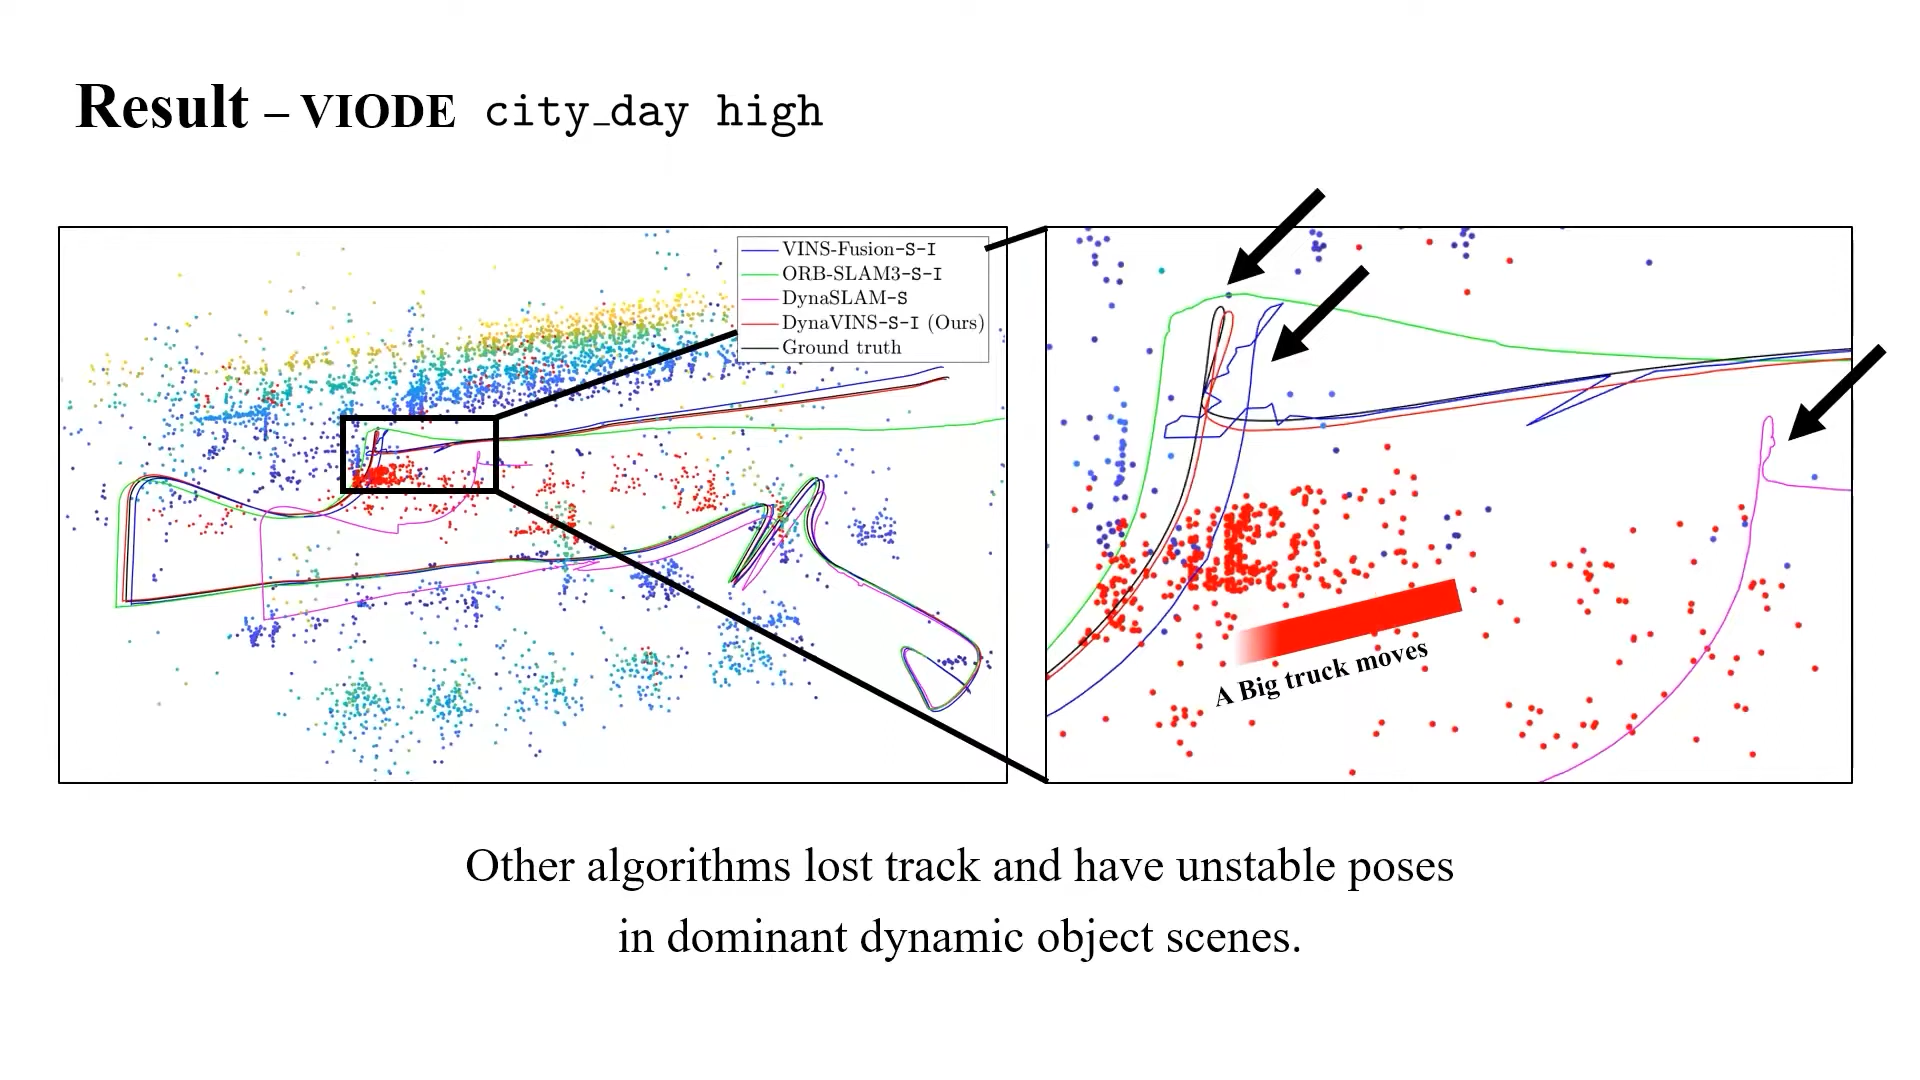 Result – VIODE city_day high
VINS-Fusion-S-I
ORB-SLAM3-S-I
DynaSLAM-S
DynaVINS-S-I (Ours)
Ground truth
A Big truck moves
Other algorithms lost track and have unstable poses
in dominant dynamic object scenes.